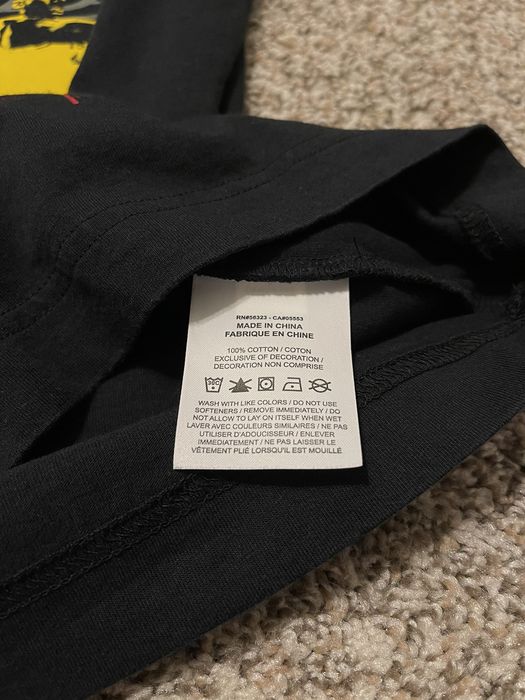 RN#56323 - CA#05553
MADE IN CHINA
FABRIQUE EN CHINE
100% COTTON / COTON
EXCLUSIVE OF DECORATION /
DECORATION NON COMPRISE
30C
WASH WITH LIKE COLORS / DO NOT USE
SOFTENERS / REMOVE IMMEDIATELY / DO
NOT ALLOW TO LAY ON ITSELF WHEN WET
LAVER AVEC COULEURS SIMILAIRES / NE PAS
UTILISER D'ADOUCISSEUR / ENLEVER
IMMEDIATEMENT / NE PAS LAISSER LE
VÊTEMENT PLIÉ LORSQU'IL EST MOUILLÉ